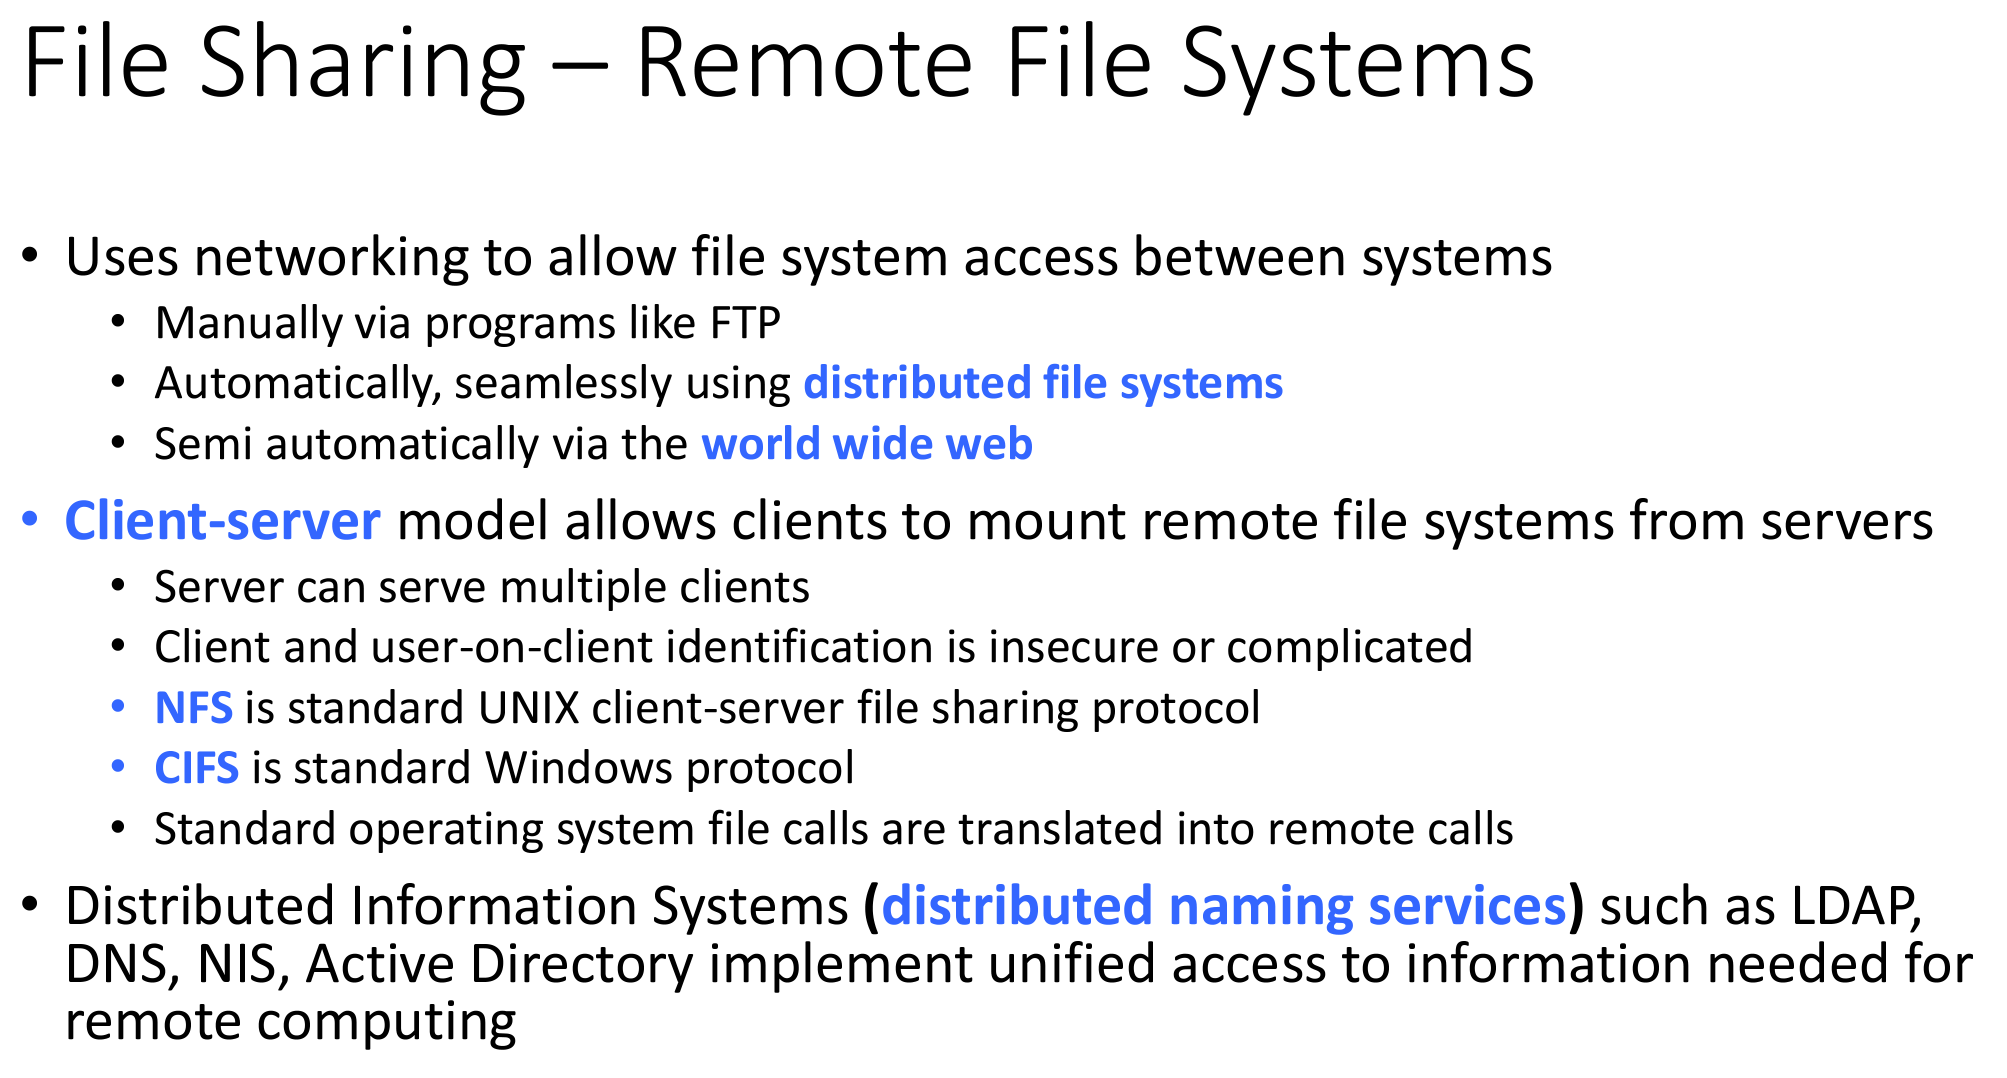 File Sharing – Remote File Systems
• Uses networking to allow file system access between systems
• Manually via programs like FTP
• Automatically, seamlessly using distributed file systems
• Semi automatically via the world wide web
• Client-server model allows clients to mount remote file systems from servers
• Server can serve multiple clients
• Client and user-on-client identification is insecure or complicated
• NFS is standard UNIX client-server file sharing protocol
• CIFS is standard Windows protocol
• Standard operating system file calls are translated into remote calls
• Distributed Information Systems (distributed naming services) such as LDAP,
DNS, NIS, Active Directory implement unified access to information needed for
remote computing